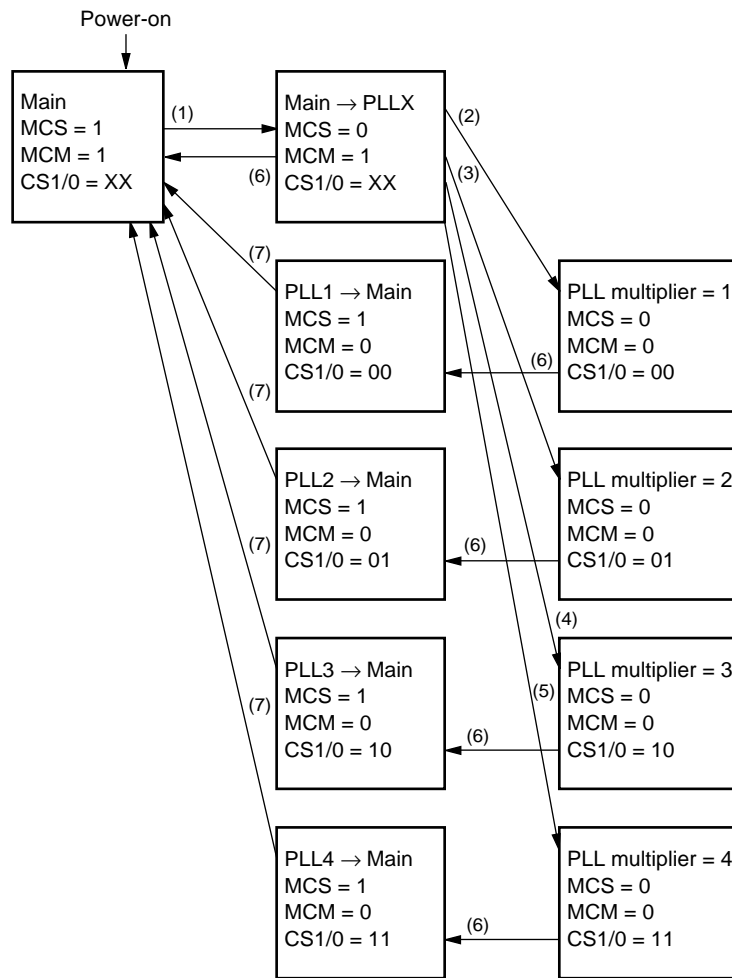 Power-on
Main
MCS = 1
MCM = 1
CS1/0 = XX
(1)
(6)
Main → PLLX
MCS = 0
MCM = 1
CS1/0 = XX
(2)
(3)
(7)
PLL1 → Main
MCS = 1
MCM = 0
CS1/0 = 00
(6)
PLL multiplier = 1
MCS = 0
MCM = 0
CS1/0 = 00
(7)
PLL2 → Main
MCS = 1
MCM = 0
CS1/0 = 01
(6)
PLL multiplier = 2
MCS = 0
MCM = 0
CS1/0 = 01
(7)
(4)
PLL3 → Main
MCS = 1
MCM = 0
CS1/0 = 10
(6)
PLL multiplier = 3
MCS = 0
MCM = 0
CS1/0 = 10
(7)
(5)
PLL4 → Main
MCS = 1
MCM = 0
CS1/0 = 11
(6)
PLL multiplier = 4
MCS = 0
MCM = 0
CS1/0 = 11